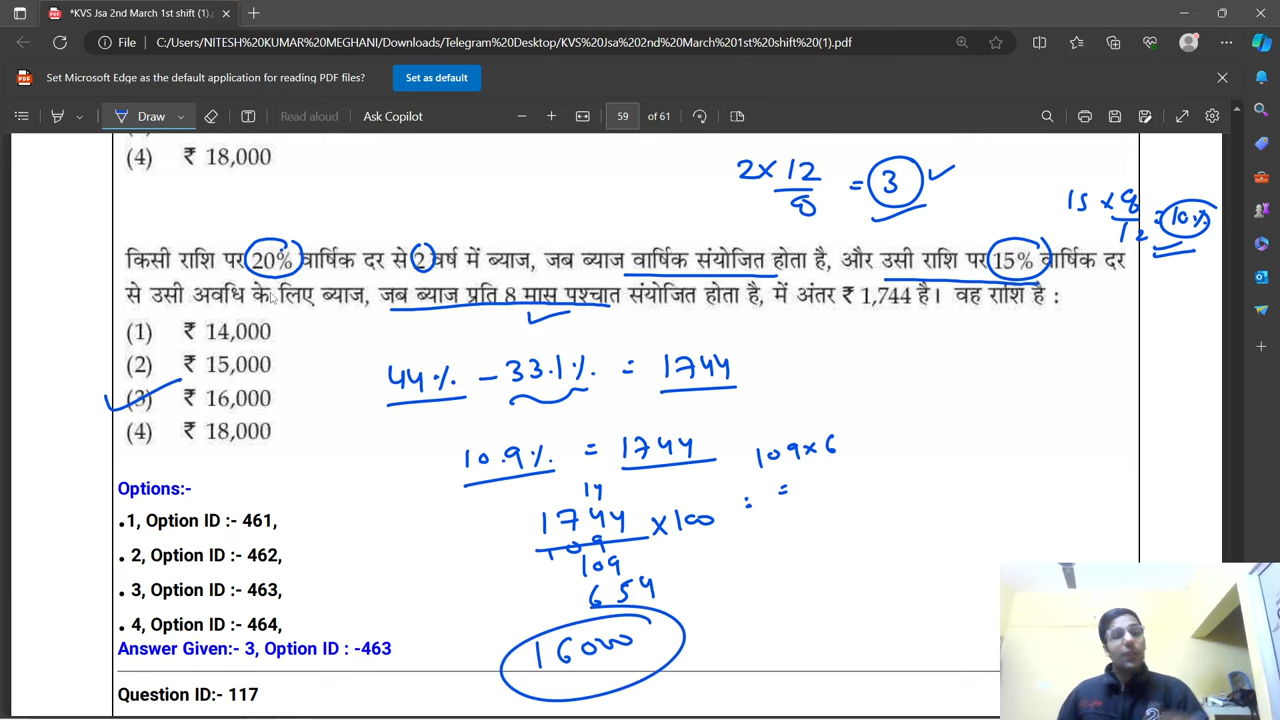 *KVS Jsa 2nd March 1st shift (1).p
File
C:/Users/NITESH%20KUMAR%20MEGHANI/Downloads/Telegram%20Desktop/KVS%20Jsa%202nd%20March%201st%20shift%20(1).pdf
Set Microsoft Edge as the default application for reading PDF files?
Set as default
Draw
Read aloud
Ask Copilot
59 of 61
(4) ₹ 18,000
2 × 12 / 8 = 3
15 × 8 / 12 = 10%
किसी राशि पर 20% वार्षिक दर से 2 वर्ष में ब्याज, जब ब्याज वार्षिक संयोजित होता है, और उसी राशि पर 15% वार्षिक दर
से उसी अवधि के लिए ब्याज, जब ब्याज प्रति 8 मास पश्चात संयोजित होता है, में अंतर ₹ 1,744 है। वह राशि है :
(1) ₹ 14,000
(2) ₹ 15,000
(3) ₹ 16,000
(4) ₹ 18,000
44% – 33.1% = 1744
10.9% = 1744
109×6
=
14
1744 ×100 :
109
109
654
16000
Options:-
.1, Option ID :- 461,
. 2, Option ID :- 462,
. 3, Option ID :- 463,
. 4, Option ID :- 464,
Answer Given:- 3, Option ID : -463
Question ID:- 117